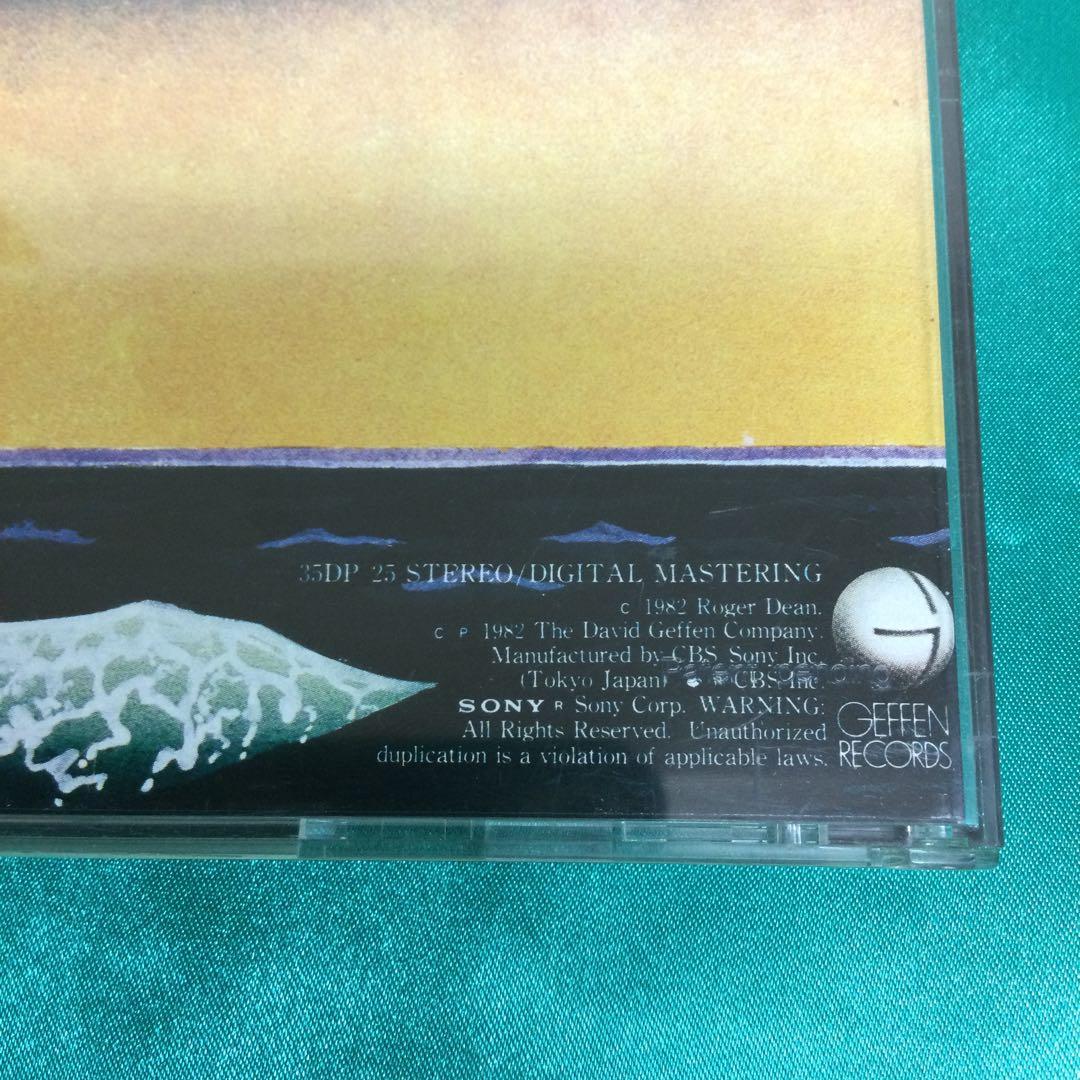 35DP 25 STEREO/DIGITAL MASTERING
C 1982 Roger Dean.
C P 1982 The David Geffen Company.
Manufactured by CBS Sony Inc.
(Tokyo Japan) CBS Inc.
SONY R Sony Corp. WARNING:
All Rights Reserved. Unauthorized
duplication is a violation of applicable laws.
Patent pending
G
GEFFEN
RECORDS